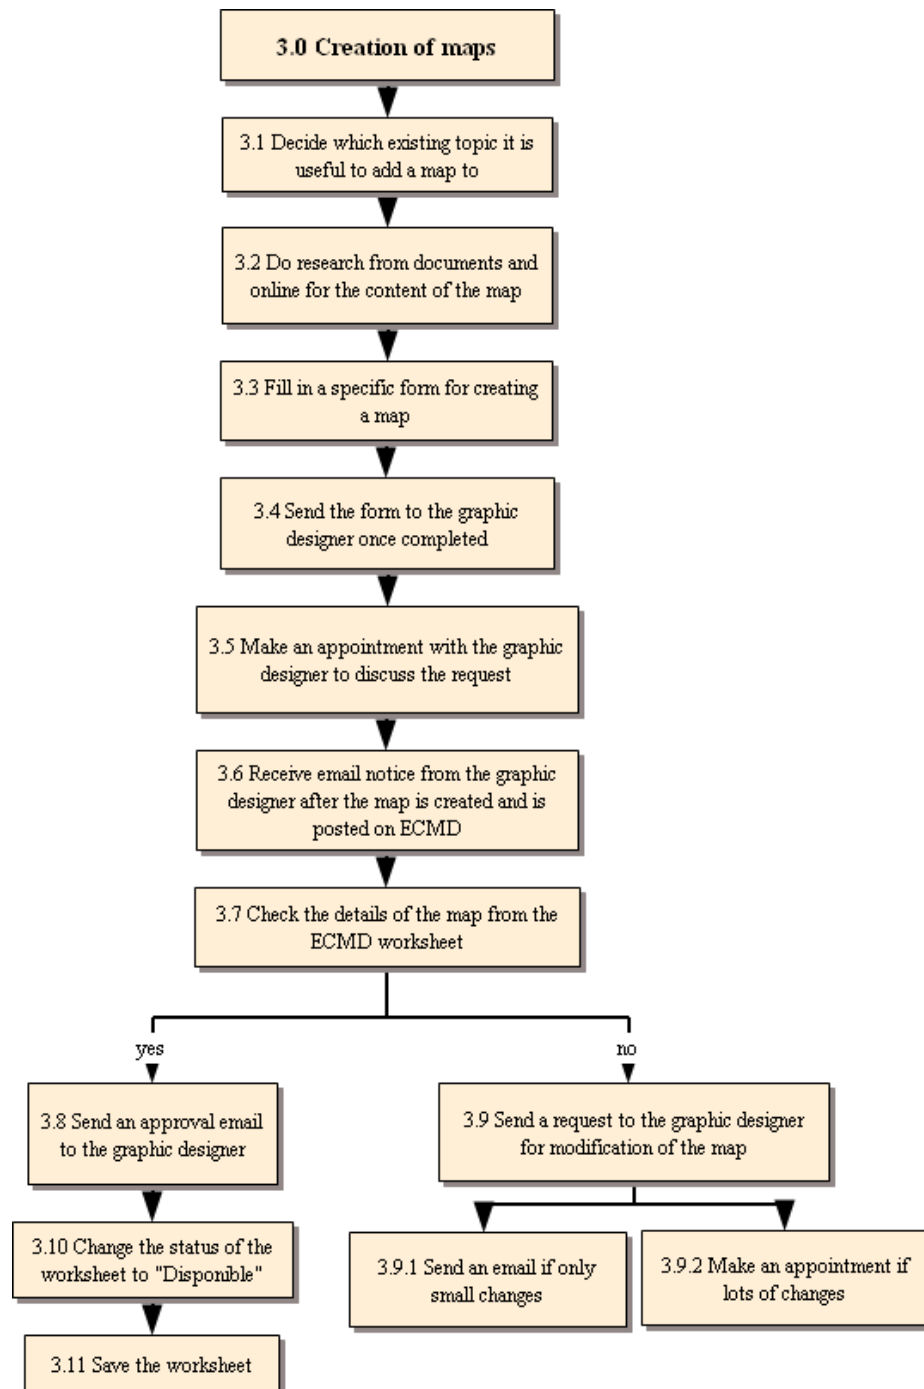 3.0 Creation of maps
3.1 Decide which existing topic it is
useful to add a map to
3.2 Do research from documents and
online for the content of the map
3.3 Fill in a specific form for creating
a map
3.4 Send the form to the graphic
designer once completed
3.5 Make an appointment with the graphic
designer to discuss the request
3.6 Receive email notice from the graphic
designer after the map is created and is
posted on ECMD
3.7 Check the details of the map from the
ECMD worksheet
yes
no
3.8 Send an approval email
to the graphic designer
3.9 Send a request to the graphic designer
for modification of the map
3.10 Change the status of the
worksheet to "Disponible"
3.9.1 Send an email if only
small changes
3.9.2 Make an appointment if
lots of changes
3.11 Save the worksheet